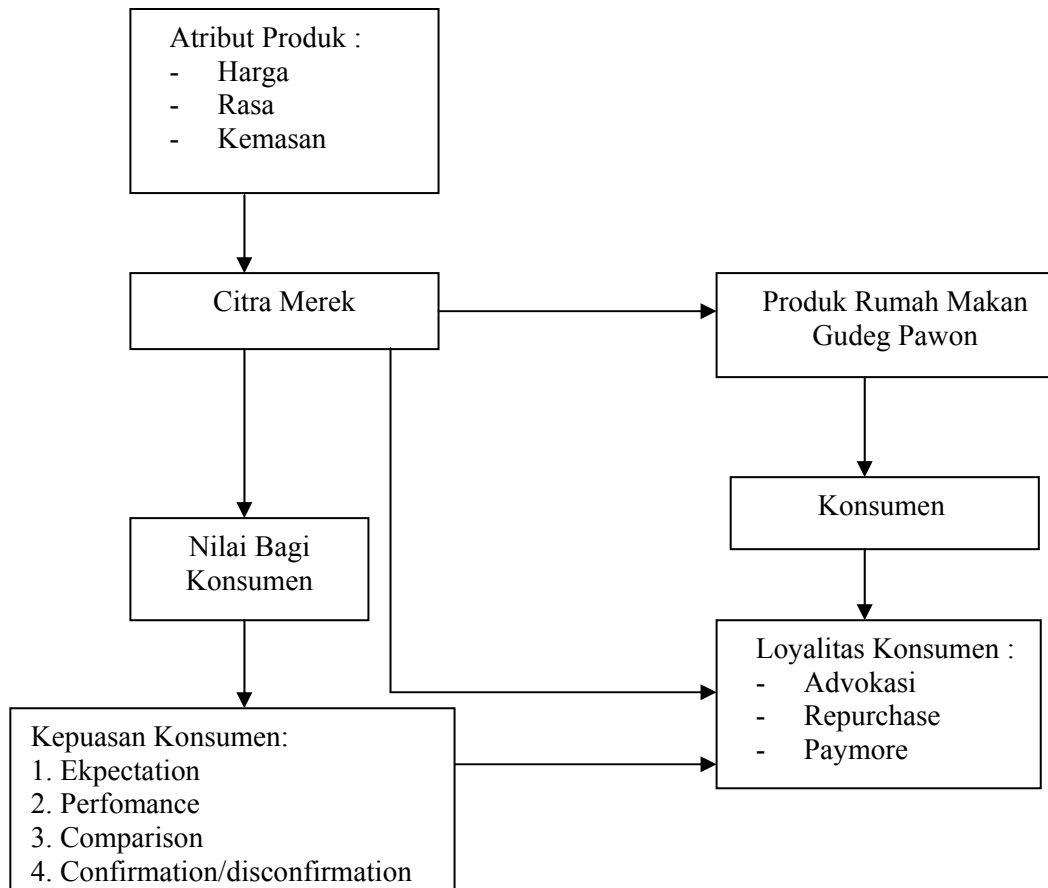 Atribut Produk :
- Harga
- Rasa
- Kemasan
Citra Merek
Produk Rumah Makan
Gudeg Pawon
Konsumen
Nilai Bagi
Konsumen
Loyalitas Konsumen :
- Advokasi
- Repurchase
- Paymore
Kepuasan Konsumen:
1. Ekpectation
2. Perfomance
3. Comparison
4. Confirmation/disconfirmation